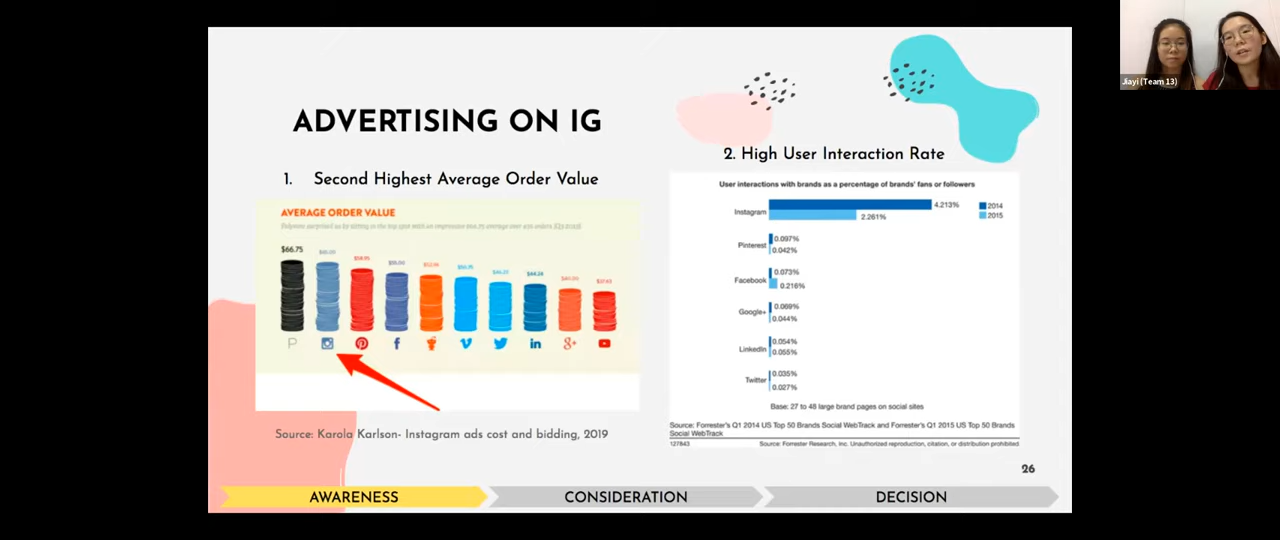 Jiayi (Team 13)
ADVERTISING ON IG
1. Second Highest Average Order Value
AVERAGE ORDER VALUE
$66.75
Source: Karola Karlson- Instagram ads cost and bidding, 2019
2. High User Interaction Rate
User interactions with brands as a percentage of brands' fans or followers
2014
2015
Instagram 4.213%
2.261%
Pinterest 0.097%
0.042%
Facebook 0.073%
0.216%
Google+ 0.069%
0.044%
LinkedIn 0.054%
0.055%
Twitter 0.035%
0.027%
Base: 27 to 48 large brand pages on social sites
Source: Forrester's Q1 2014 US Top 50 Brands Social WebTrack and Forrester's Q1 2015 US Top 50 Brands
Social WebTrack
127843 Source: Forrester Research, Inc. Unauthorized reproduction, citation, or distribution prohibited
26
AWARENESS
CONSIDERATION
DECISION